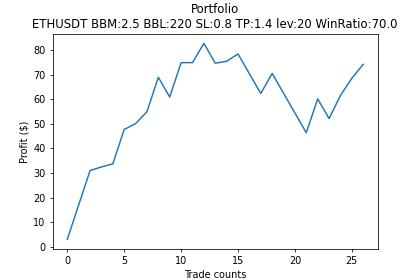 Portfolio
ETHUSDT BBM:2.5 BBL:220 SL:0.8 TP:1.4 lev:20 WinRatio:70.0
Profit ($)
80
70
60
50
40
30
20
10
0
0 5 10 15 20 25
Trade counts